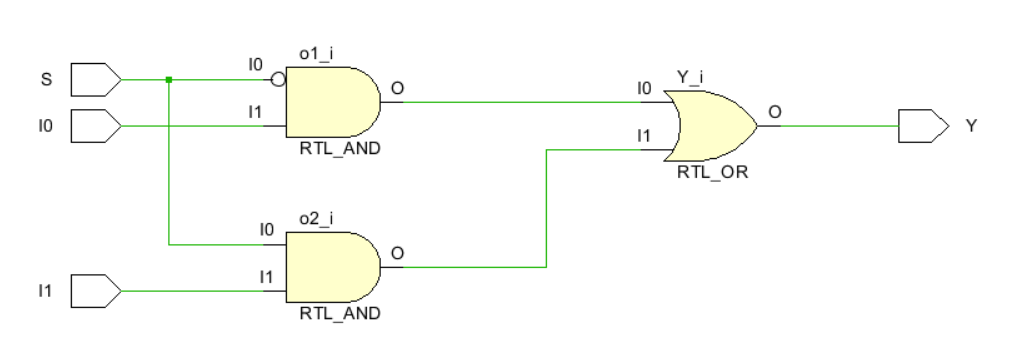 o1_i
S
I0
O
I0
I1
RTL_AND
Y_i
I0
I1
O
RTL_OR
Y
o2_i
I0
O
I1
I1
RTL_AND